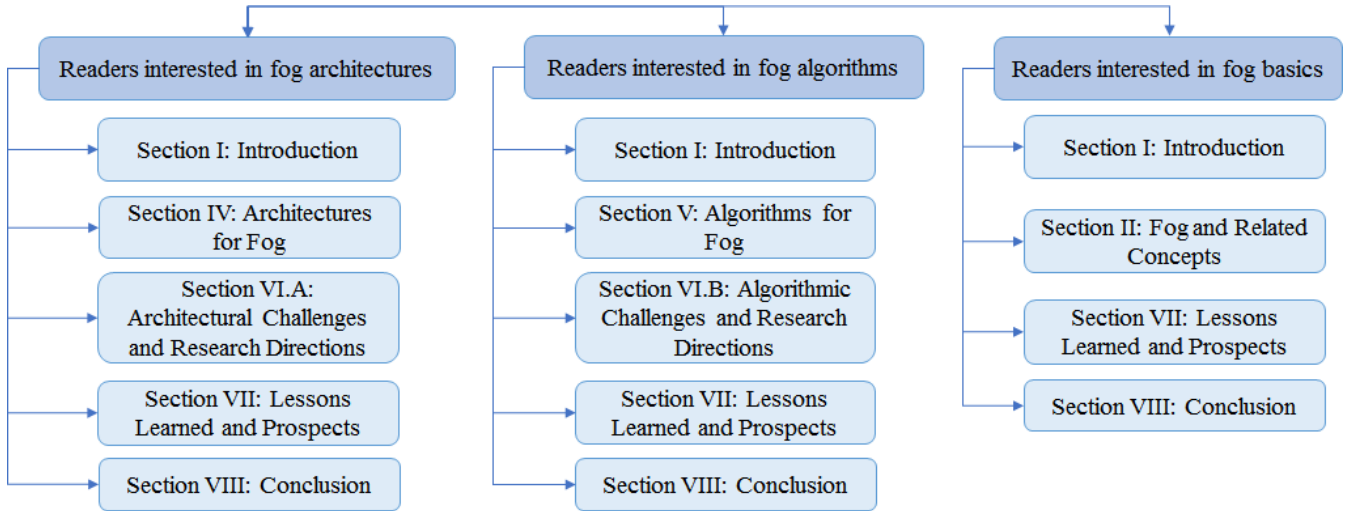 Readers interested in fog architectures
Section I: Introduction
Section IV: Architectures
for Fog
Section VI.A:
Architectural Challenges
and Research Directions
Section VII: Lessons
Learned and Prospects
Section VIII: Conclusion
Readers interested in fog algorithms
Section I: Introduction
Section V: Algorithms for
Fog
Section VI.B: Algorithmic
Challenges and Research
Directions
Section VII: Lessons
Learned and Prospects
Section VIII: Conclusion
Readers interested in fog basics
Section I: Introduction
Section II: Fog and Related
Concepts
Section VII: Lessons
Learned and Prospects
Section VIII: Conclusion